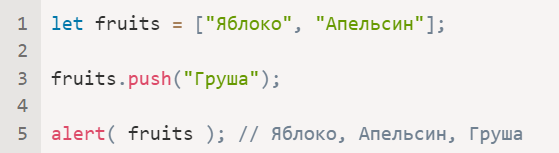 1 let fruits = ["Яблоко", "Апельсин"];
2
3 fruits.push("Груша");
4
5 alert( fruits ); // Яблоко, Апельсин, Груша